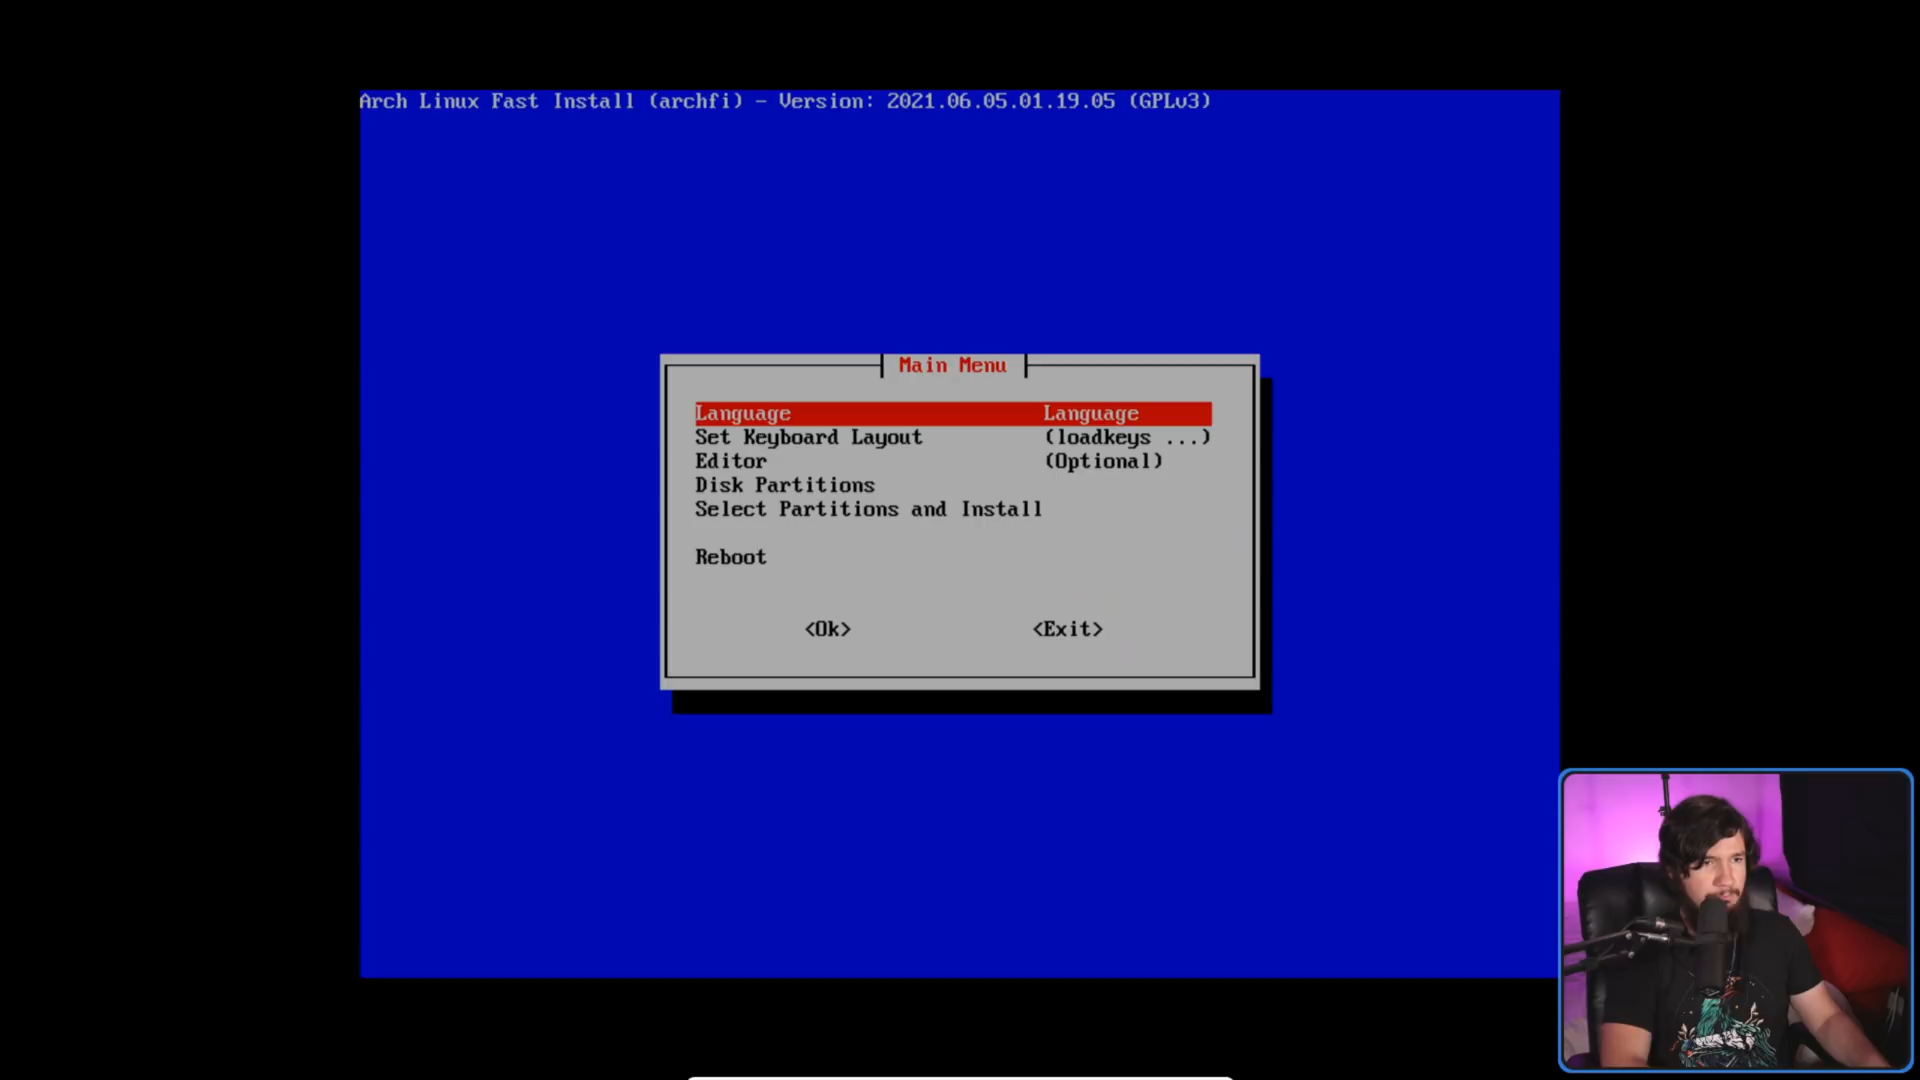 Arch Linux Fast Install (archfi) - Version: 2021.06.05.01.19.05 (GPLv3)
Main Menu
Language Language
Set Keyboard Layout (loadkeys ...)
Editor (Optional)
Disk Partitions
Select Partitions and Install
Reboot
<Ok> <Exit>